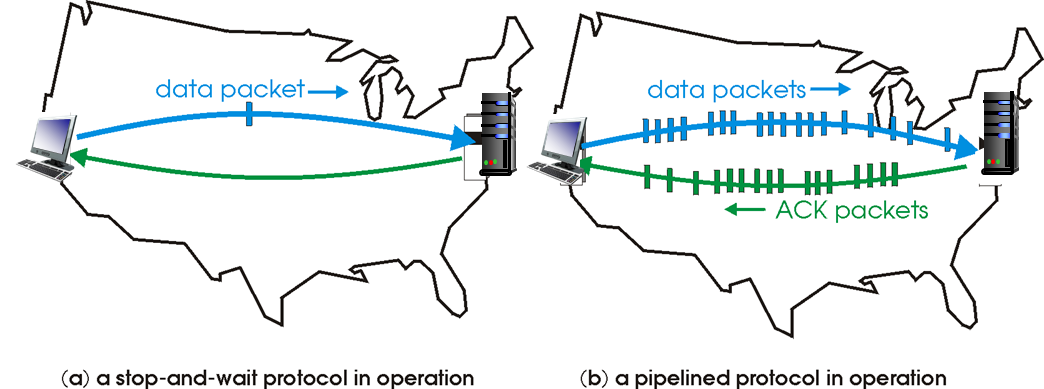 data packet
data packets
ACK packets
(a) a stop-and-wait protocol in operation
(b) a pipelined protocol in operation